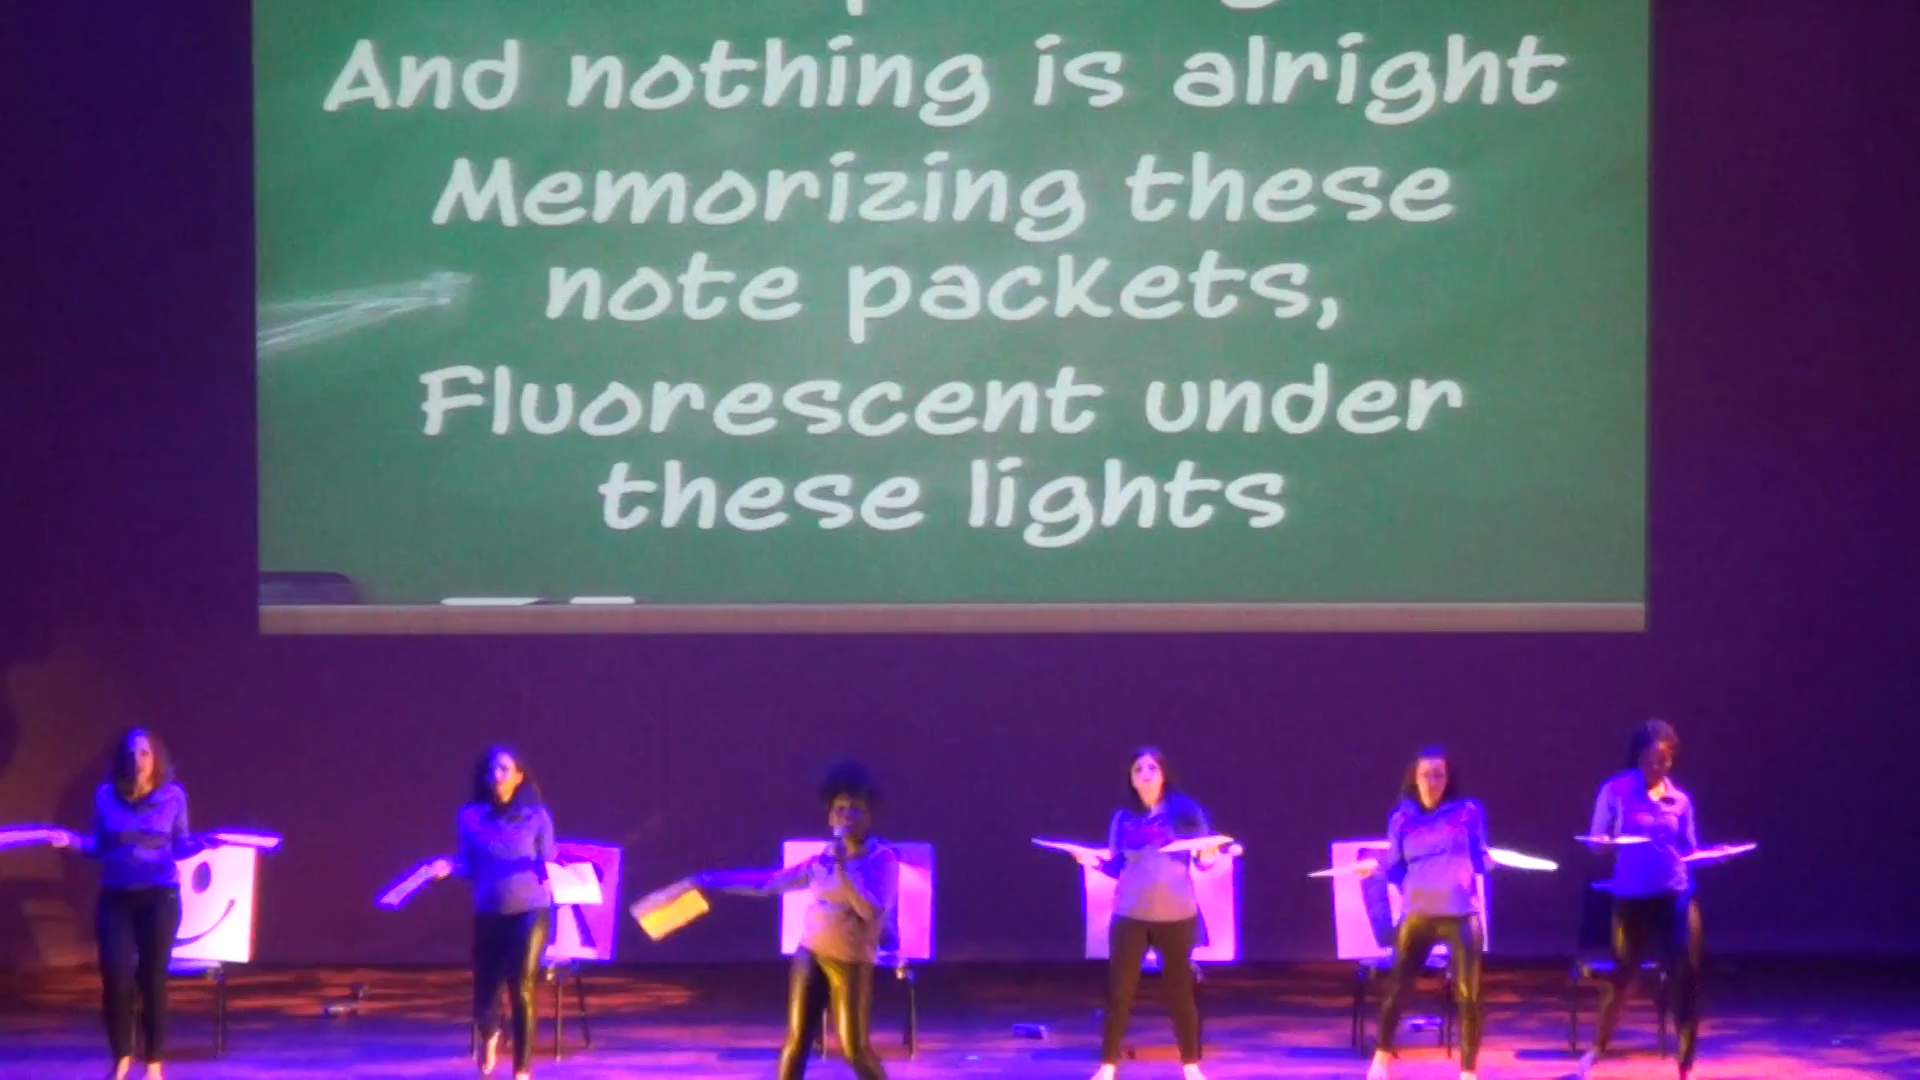 And nothing is alright
Memorizing these
note packets,
Fluorescent under
these lights